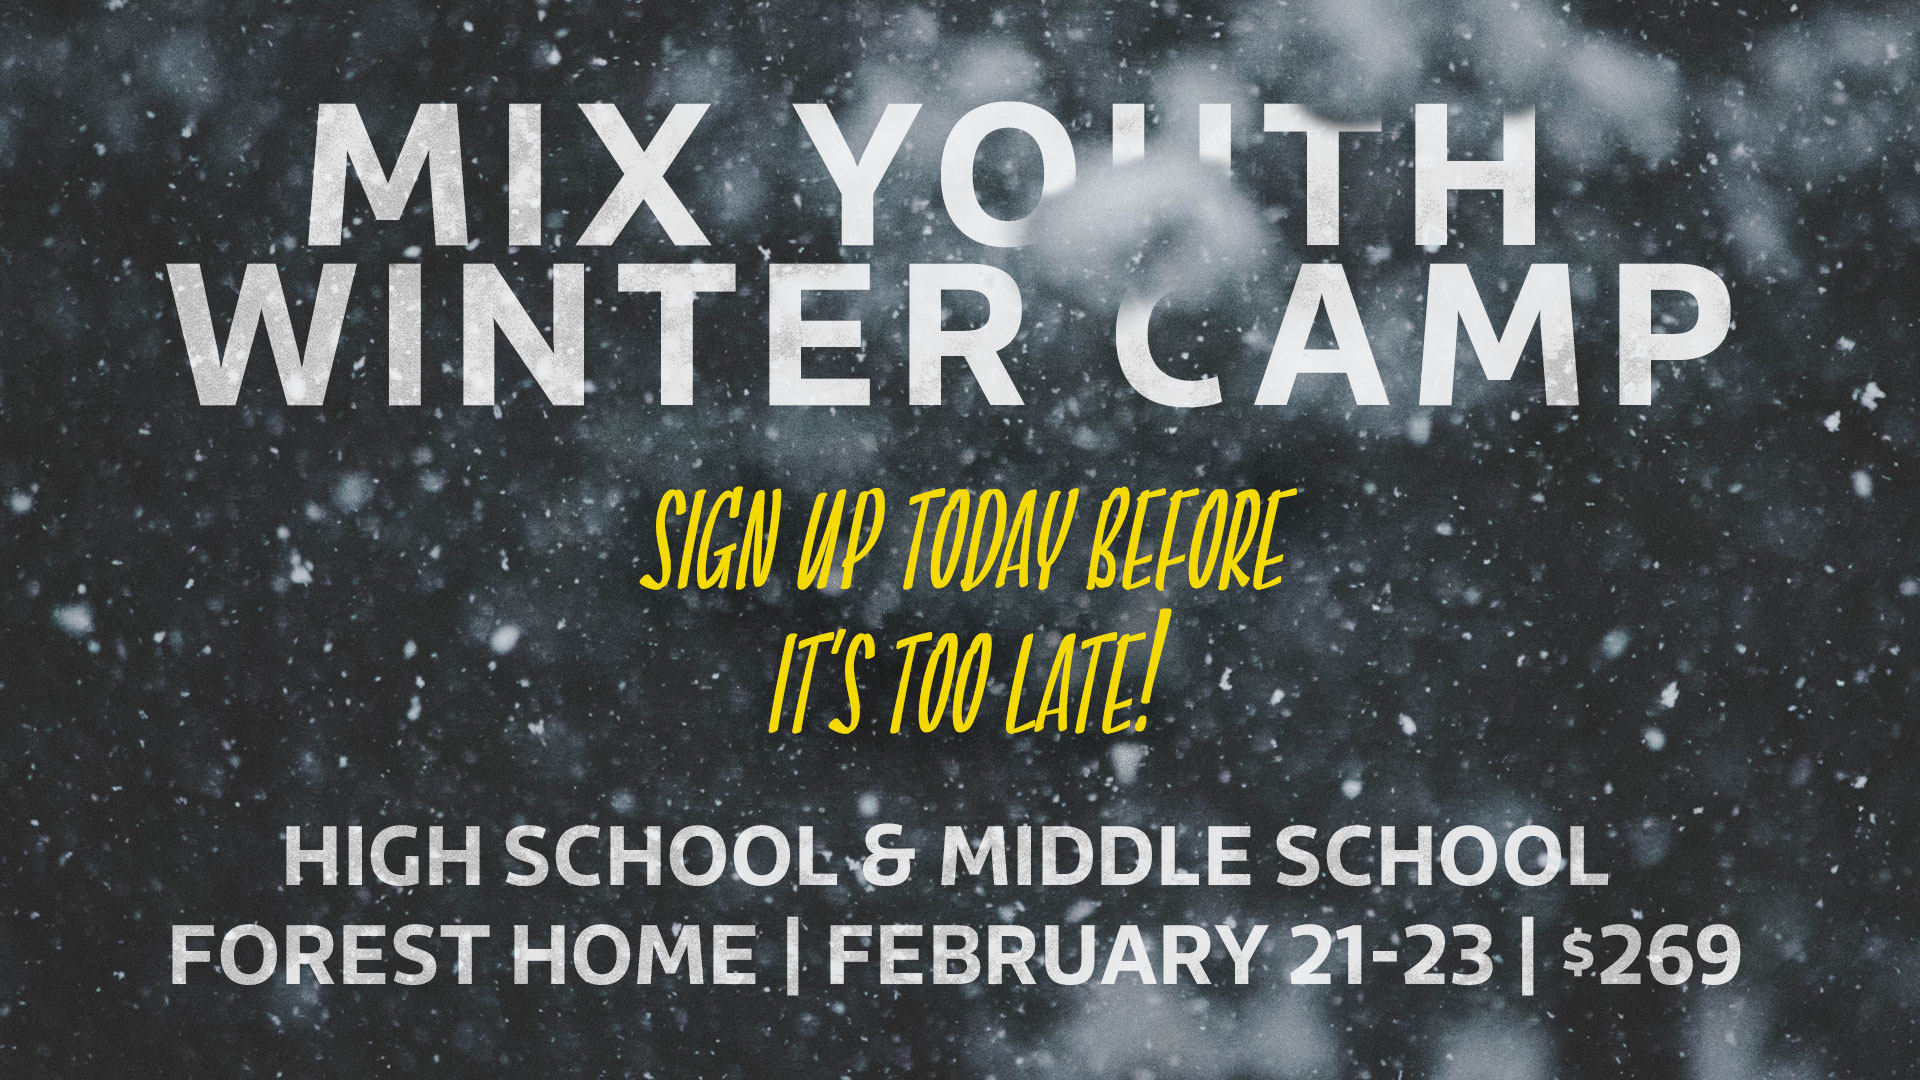 MIX YOUTH
WINTER CAMP
SIGN UP TODAY BEFORE
IT'S TOO LATE!
HIGH SCHOOL & MIDDLE SCHOOL
FOREST HOME | FEBRUARY 21-23 | $269